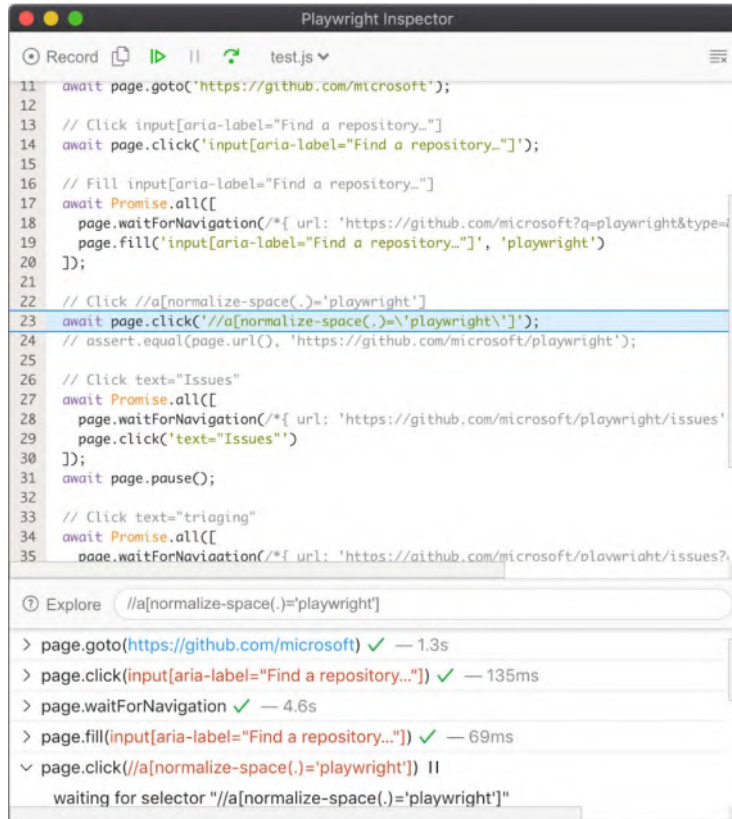 Playwright Inspector
Record test.js
11 await page.goto('https://github.com/microsoft');
12
13 // Click input[aria-label="Find a repository…"]
14 await page.click('input[aria-label="Find a repository…"]');
15
16 // Fill input[aria-label="Find a repository…"]
17 await Promise.all([
18 page.waitForNavigation(/*{ url: 'https://github.com/microsoft?q=playwright&type=
19 page.fill('input[aria-label="Find a repository…"]', 'playwright')
20 ]);
21
22 // Click //a[normalize-space(.)='playwright']
23 await page.click('//a[normalize-space(.)=\'playwright\']');
24 // assert.equal(page.url(), 'https://github.com/microsoft/playwright');
25
26 // Click text="Issues"
27 await Promise.all([
28 page.waitForNavigation(/*{ url: 'https://github.com/microsoft/playwright/issues'
29 page.click('text="Issues"')
30 ]);
31 await page.pause();
32
33 // Click text="triaging"
34 await Promise.all([
35 page.waitForNavigation(/*{ url: 'https://github.com/microsoft/playwright/issues?
Explore //a[normalize-space(.)='playwright']
> page.goto(https://github.com/microsoft) ✓ — 1.3s
> page.click(input[aria-label="Find a repository..."]) ✓ — 135ms
> page.waitForNavigation ✓ — 4.6s
> page.fill(input[aria-label="Find a repository..."]) ✓ — 69ms
page.click(//a[normalize-space(.)='playwright'])
waiting for selector "//a[normalize-space(.)='playwright']"